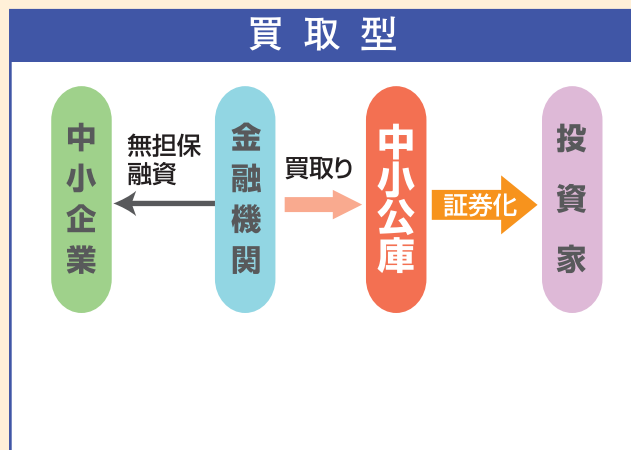 買取型
中小企業
無担保
融資
金融機関
買取り
中小公庫
証券化
投資家